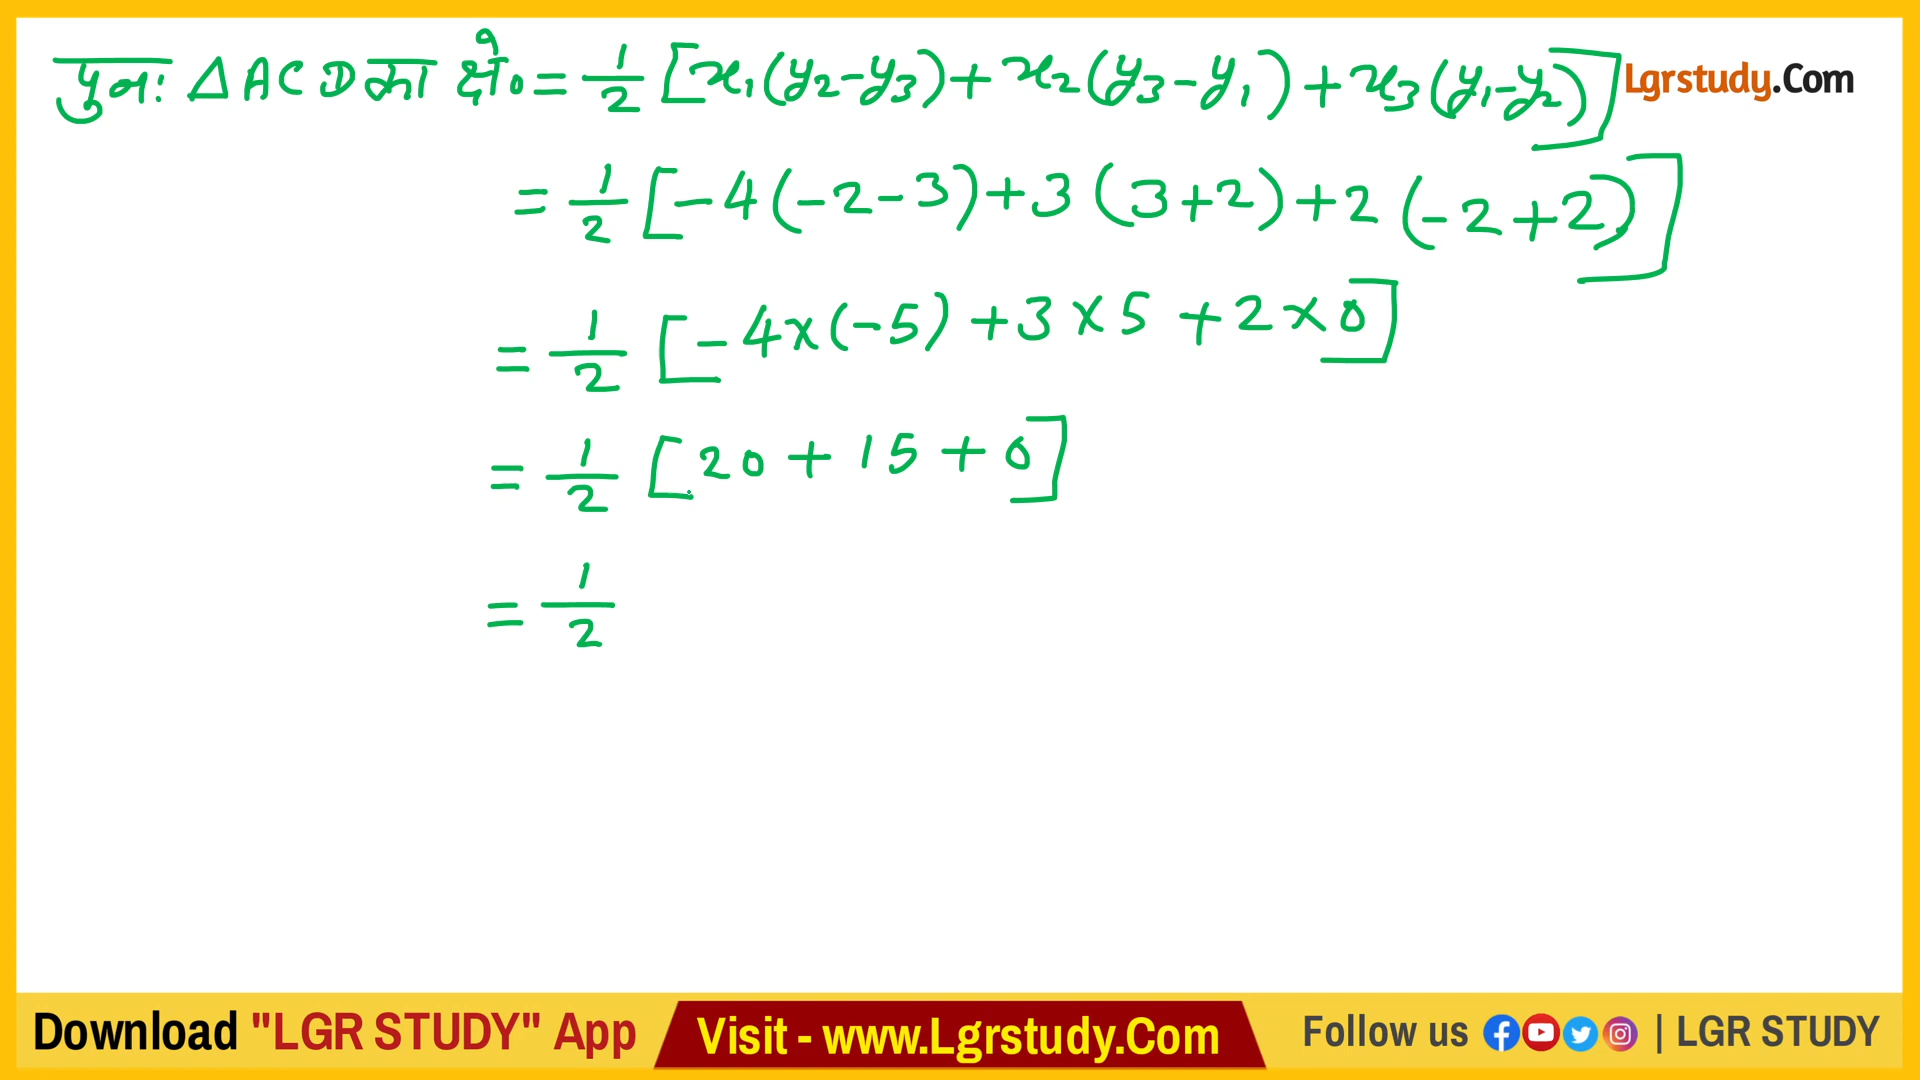 पुनः △ACD का क्षे० = 1/2 [x₁(y₂-y₃)+x₂(y₃-y₁)+x₃(y₁-y₂)]
Lgrstudy.Com
= 1/2 [-4(-2-3)+3(3+2)+2(-2+2)]
= 1/2 [-4×(-5)+3×5+2×0]
= 1/2 [20+15+0]
= 1/2
Download "LGR STUDY" App
Visit - www.Lgrstudy.Com
Follow us | LGR STUDY